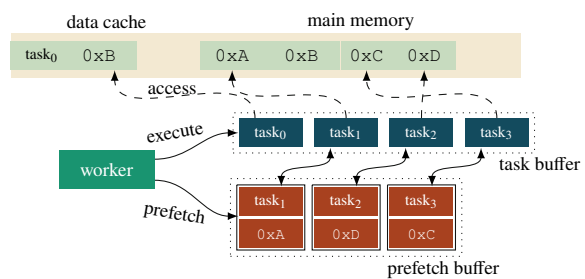 data cache
main memory
task0 0xB 0xA 0xB 0xC 0xD
access
execute
task0 task1 task2 task3
task buffer
worker
prefetch
task1 task2 task3
0xA 0xD 0xC
prefetch buffer